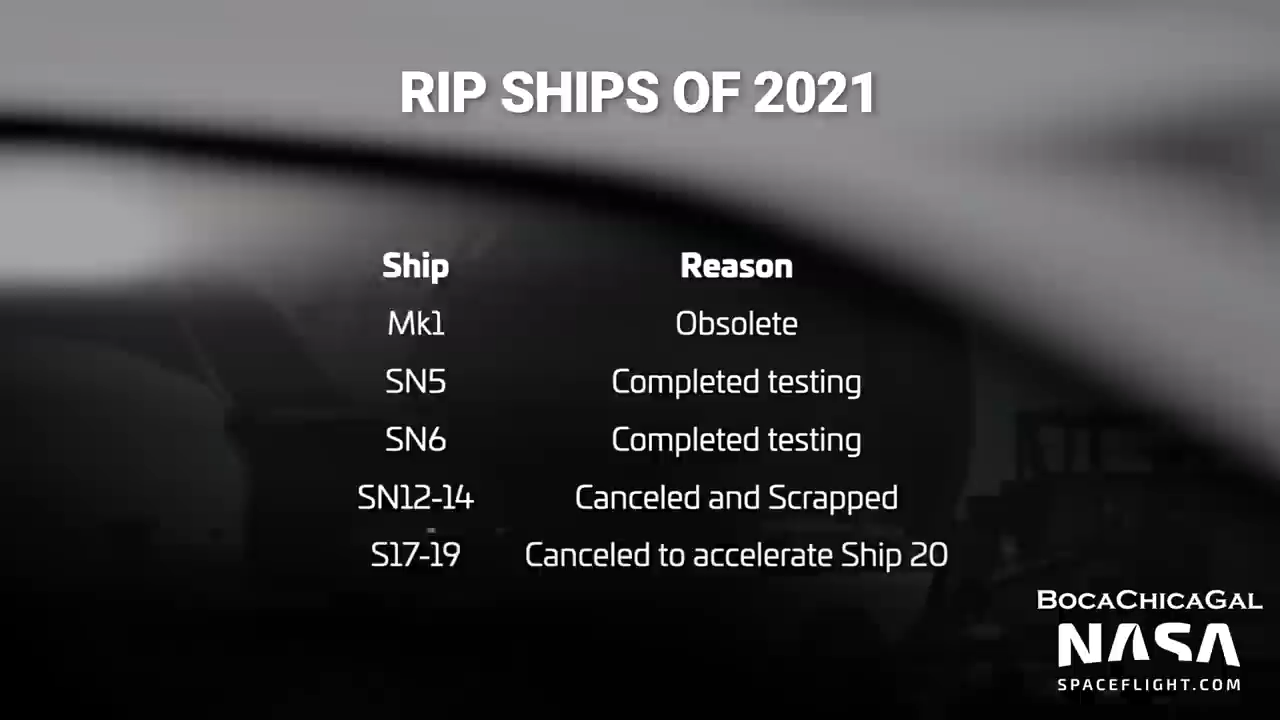 RIP SHIPS OF 2021
Ship Reason
Mk1 Obsolete
SN5 Completed testing
SN6 Completed testing
SN12-14 Canceled and Scrapped
S17-19 Canceled to accelerate Ship 20
BOCACHICAGAL
NASA
SPACEFLIGHT.COM